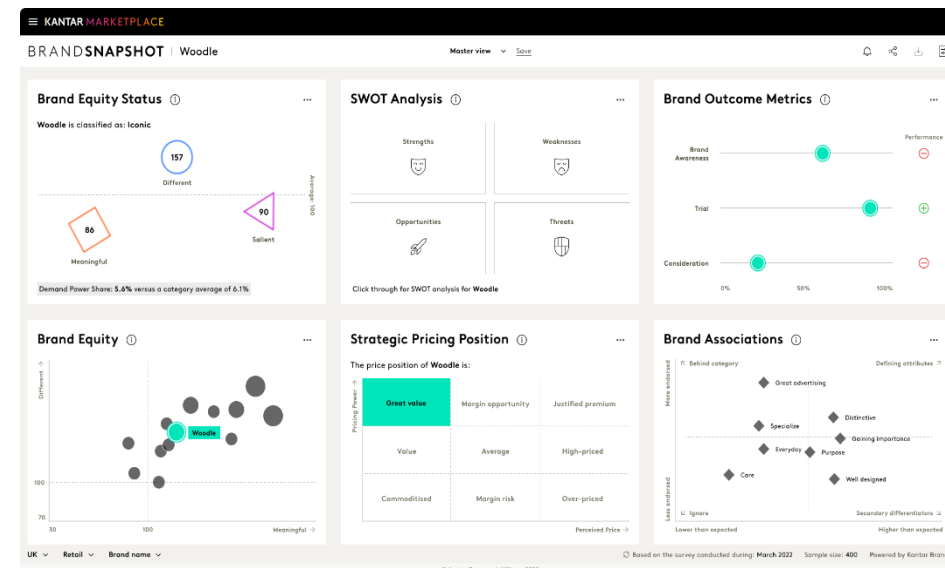 KANTAR MARKETPLACE
BRANDSNAPSHOT Woodle
Master view Save
Brand Equity Status
Woodle is classified as: Iconic
157
Different
Average: 100
90
Salient
86
Meaningful
Demand Power Share: 5.6% versus a category average of 6.1%
SWOT Analysis
Strengths
Weaknesses
Opportunities
Threats
Click through for SWOT analysis for Woodle
Brand Outcome Metrics
Performance
Brand
Awareness
Trial
Consideration
0% 50% 100%
Brand Equity
Different
Woodle
100
70
30 100 Meaningful
Strategic Pricing Position
The price position of Woodle is:
Pricing Power
Great value Margin opportunity Justified premium
Value Average High-priced
Commoditised Margin risk Over-priced
Perceived Price
Brand Associations
More endorsed
Behind category Defining attributes
Great advertising
Distinctive
Specialize
Gaining importance
Everyday
Purpose
Care
Well designed
Less endorsed
Ignore Secondary differentiators
Lower than expected Higher than expected
UK Retail Brand name
Based on the survey conducted during: March 2022 Sample size: 400 Powered by Kantar Bran